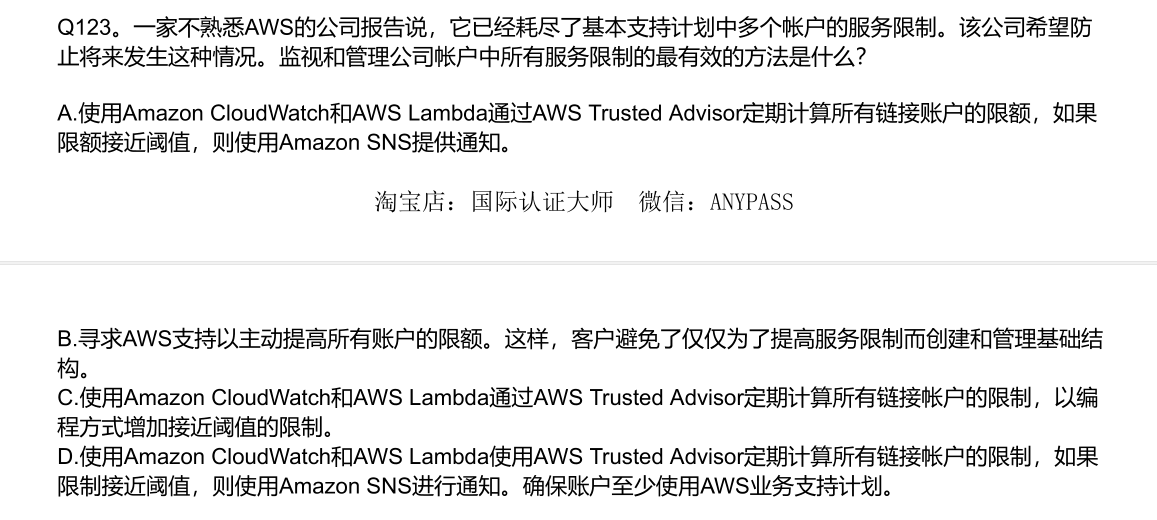 Q123。一家不熟悉AWS的公司报告说，它已经耗尽了基本支持计划中多个帐户的服务限制。该公司希望防
止将来发生这种情况。监视和管理公司帐户中所有服务限制的最有效的方法是什么？
A.使用Amazon CloudWatch和AWS Lambda通过AWS Trusted Advisor定期计算所有链接账户的限额，如果
限额接近阈值，则使用Amazon SNS提供通知。
淘宝店：国际认证大师　微信：ANYPASS
B.寻求AWS支持以主动提高所有账户的限额。这样，客户避免了仅仅为了提高服务限制而创建和管理基础结
构。
C.使用Amazon CloudWatch和AWS Lambda通过AWS Trusted Advisor定期计算所有链接帐户的限制，以编
程方式增加接近阈值的限制。
D.使用Amazon CloudWatch和AWS Lambda使用AWS Trusted Advisor定期计算所有链接帐户的限制，如果
限制接近阈值，则使用Amazon SNS进行通知。确保账户至少使用AWS业务支持计划。